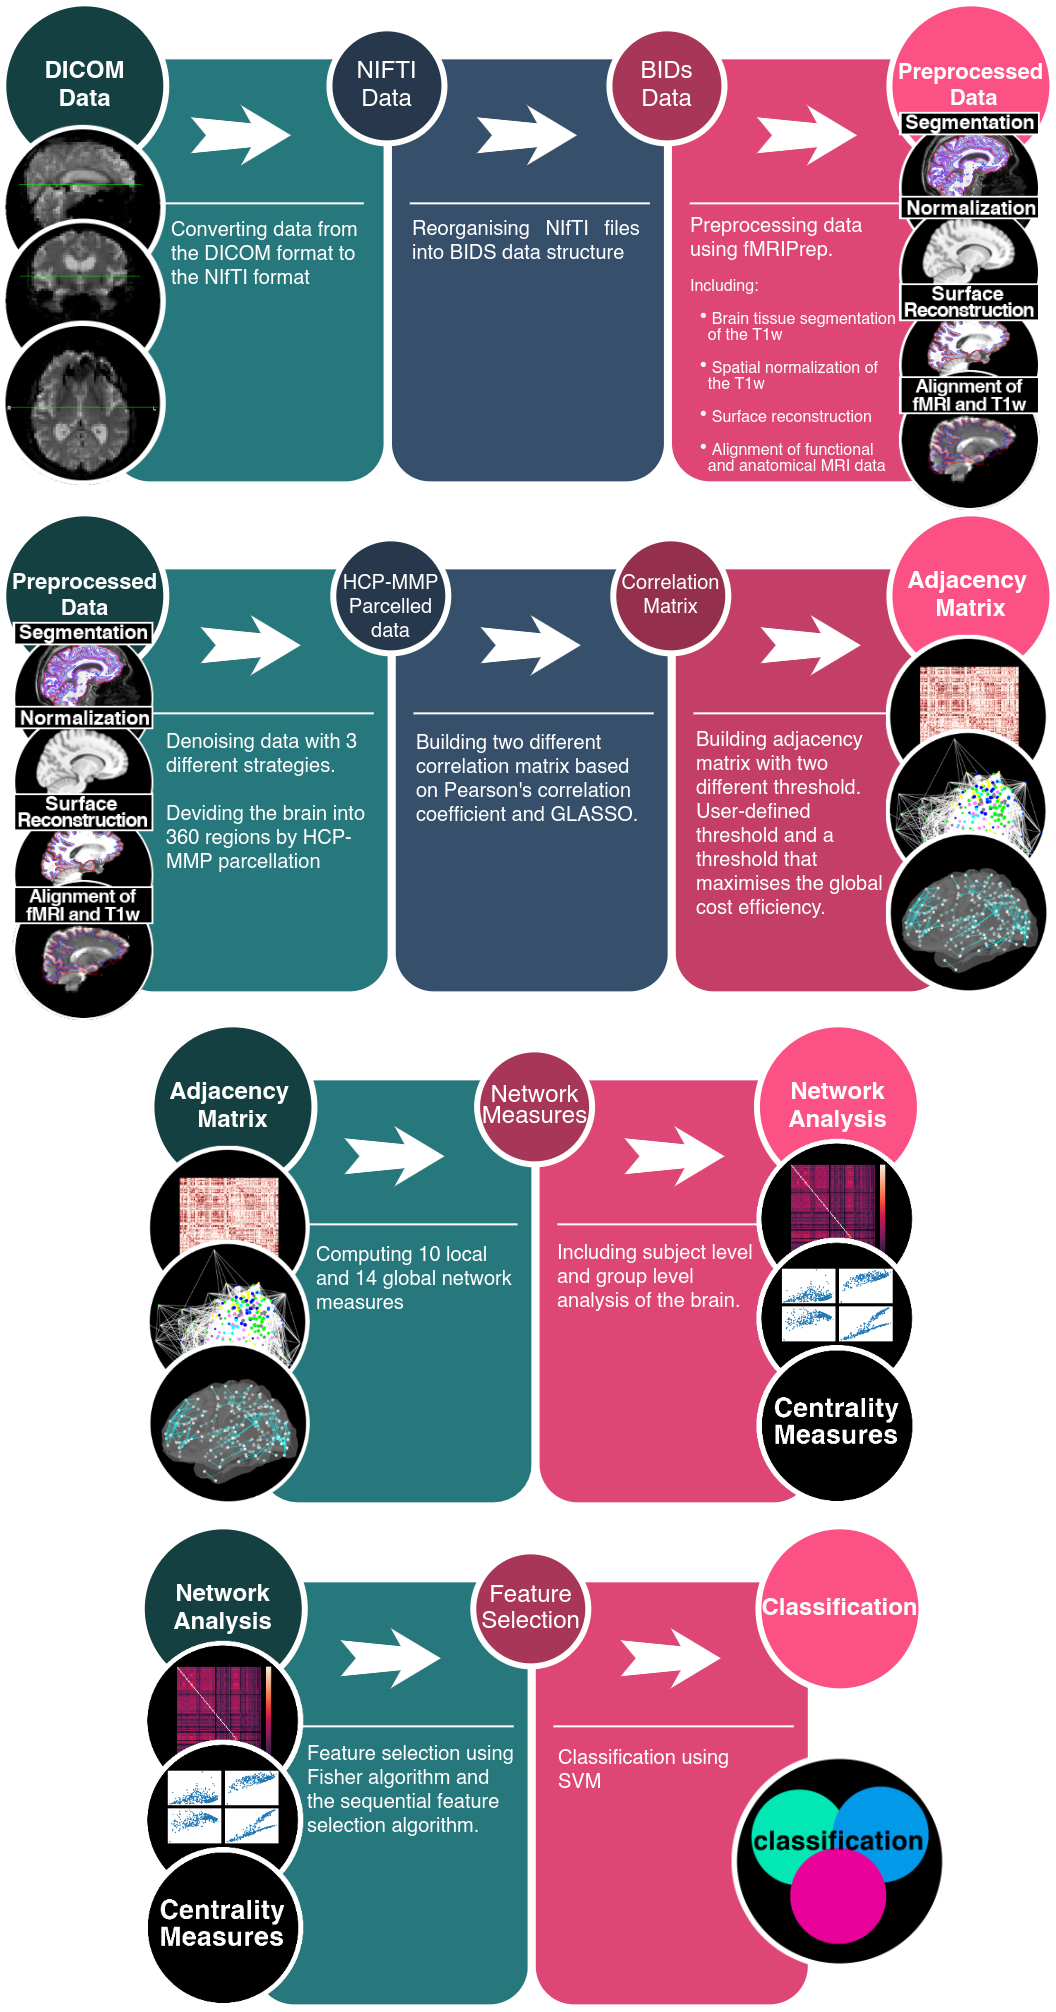 DICOM
Data
NIFTI
Data
BIDs
Data
Preprocessed
Data
Segmentation
Normalization
Surface
Reconstruction
Alignment of
fMRI and T1w
Converting data from
the DICOM format to
the NIfTI format
Reorganising NIfTI files
into BIDS data structure
Preprocessing data
using fMRIPrep.
Including:
• Brain tissue segmentation
of the T1w
• Spatial normalization of
the T1w
• Surface reconstruction
• Alignment of functional
and anatomical MRI data
Preprocessed
Data
Segmentation
Normalization
Surface
Reconstruction
Alignment of
fMRI and T1w
HCP-MMP
Parcelled
data
Correlation
Matrix
Adjacency
Matrix
Denoising data with 3
different strategies.
Deviding the brain into
360 regions by HCP-
MMP parcellation
Building two different
correlation matrix based
on Pearson's correlation
coefficient and GLASSO.
Building adjacency
matrix with two
different threshold.
User-defined
threshold and a
threshold that
maximises the global
cost efficiency.
Adjacency
Matrix
Network
Measures
Network
Analysis
Computing 10 local
and 14 global network
measures
Including subject level
and group level
analysis of the brain.
Centrality
Measures
Network
Analysis
Feature
Selection
Classification
Feature selection using
Fisher algorithm and
the sequential feature
selection algorithm.
Classification using
SVM
Centrality
Measures
classification